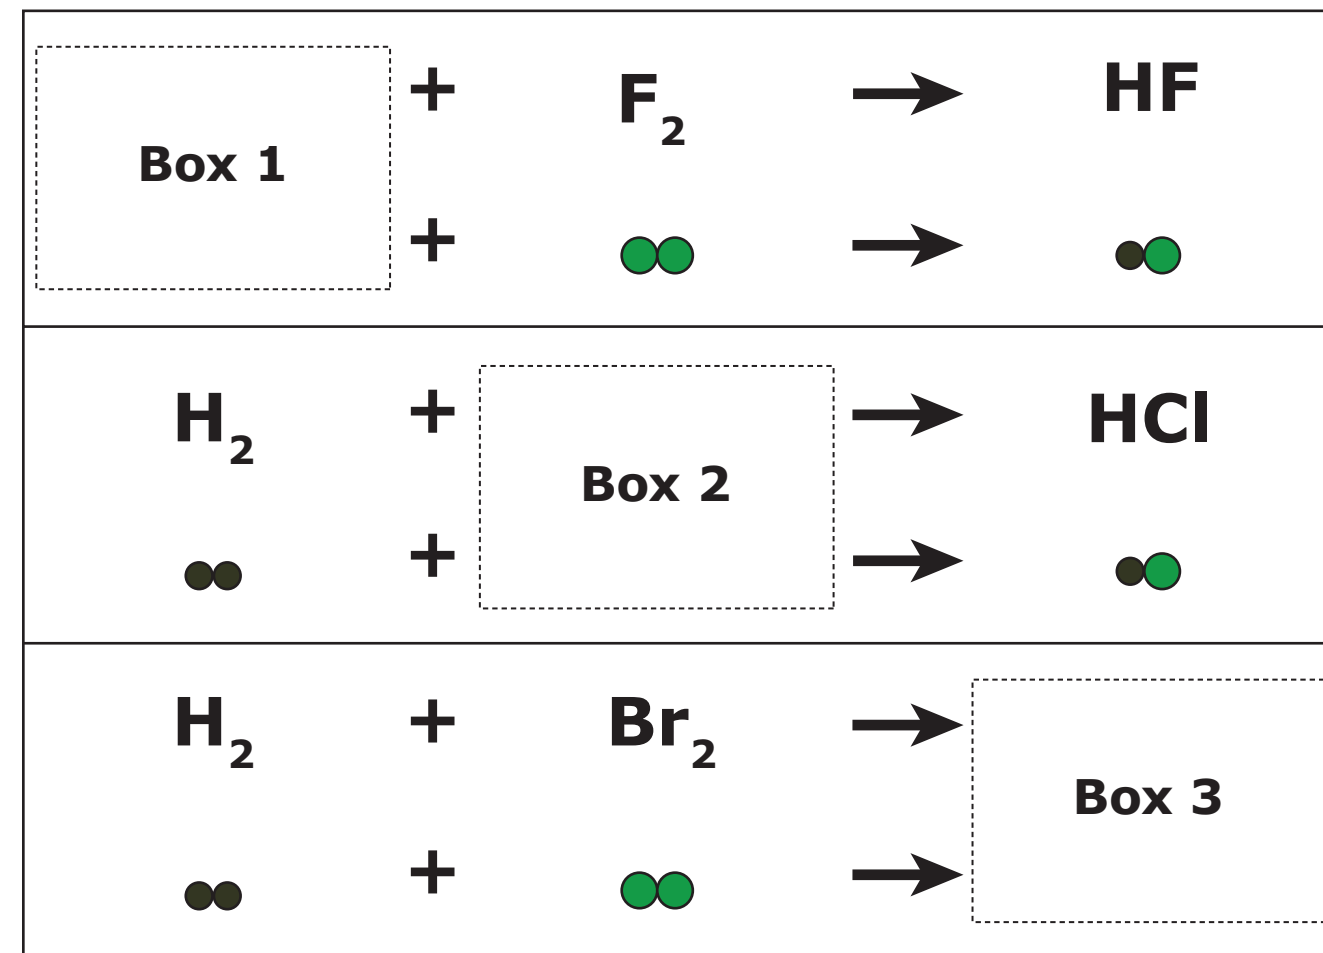 + F₂ → HF
Box 1
+ →
H₂ + → HCl
Box 2
+ →
H₂ + Br₂ →
Box 3
+ →